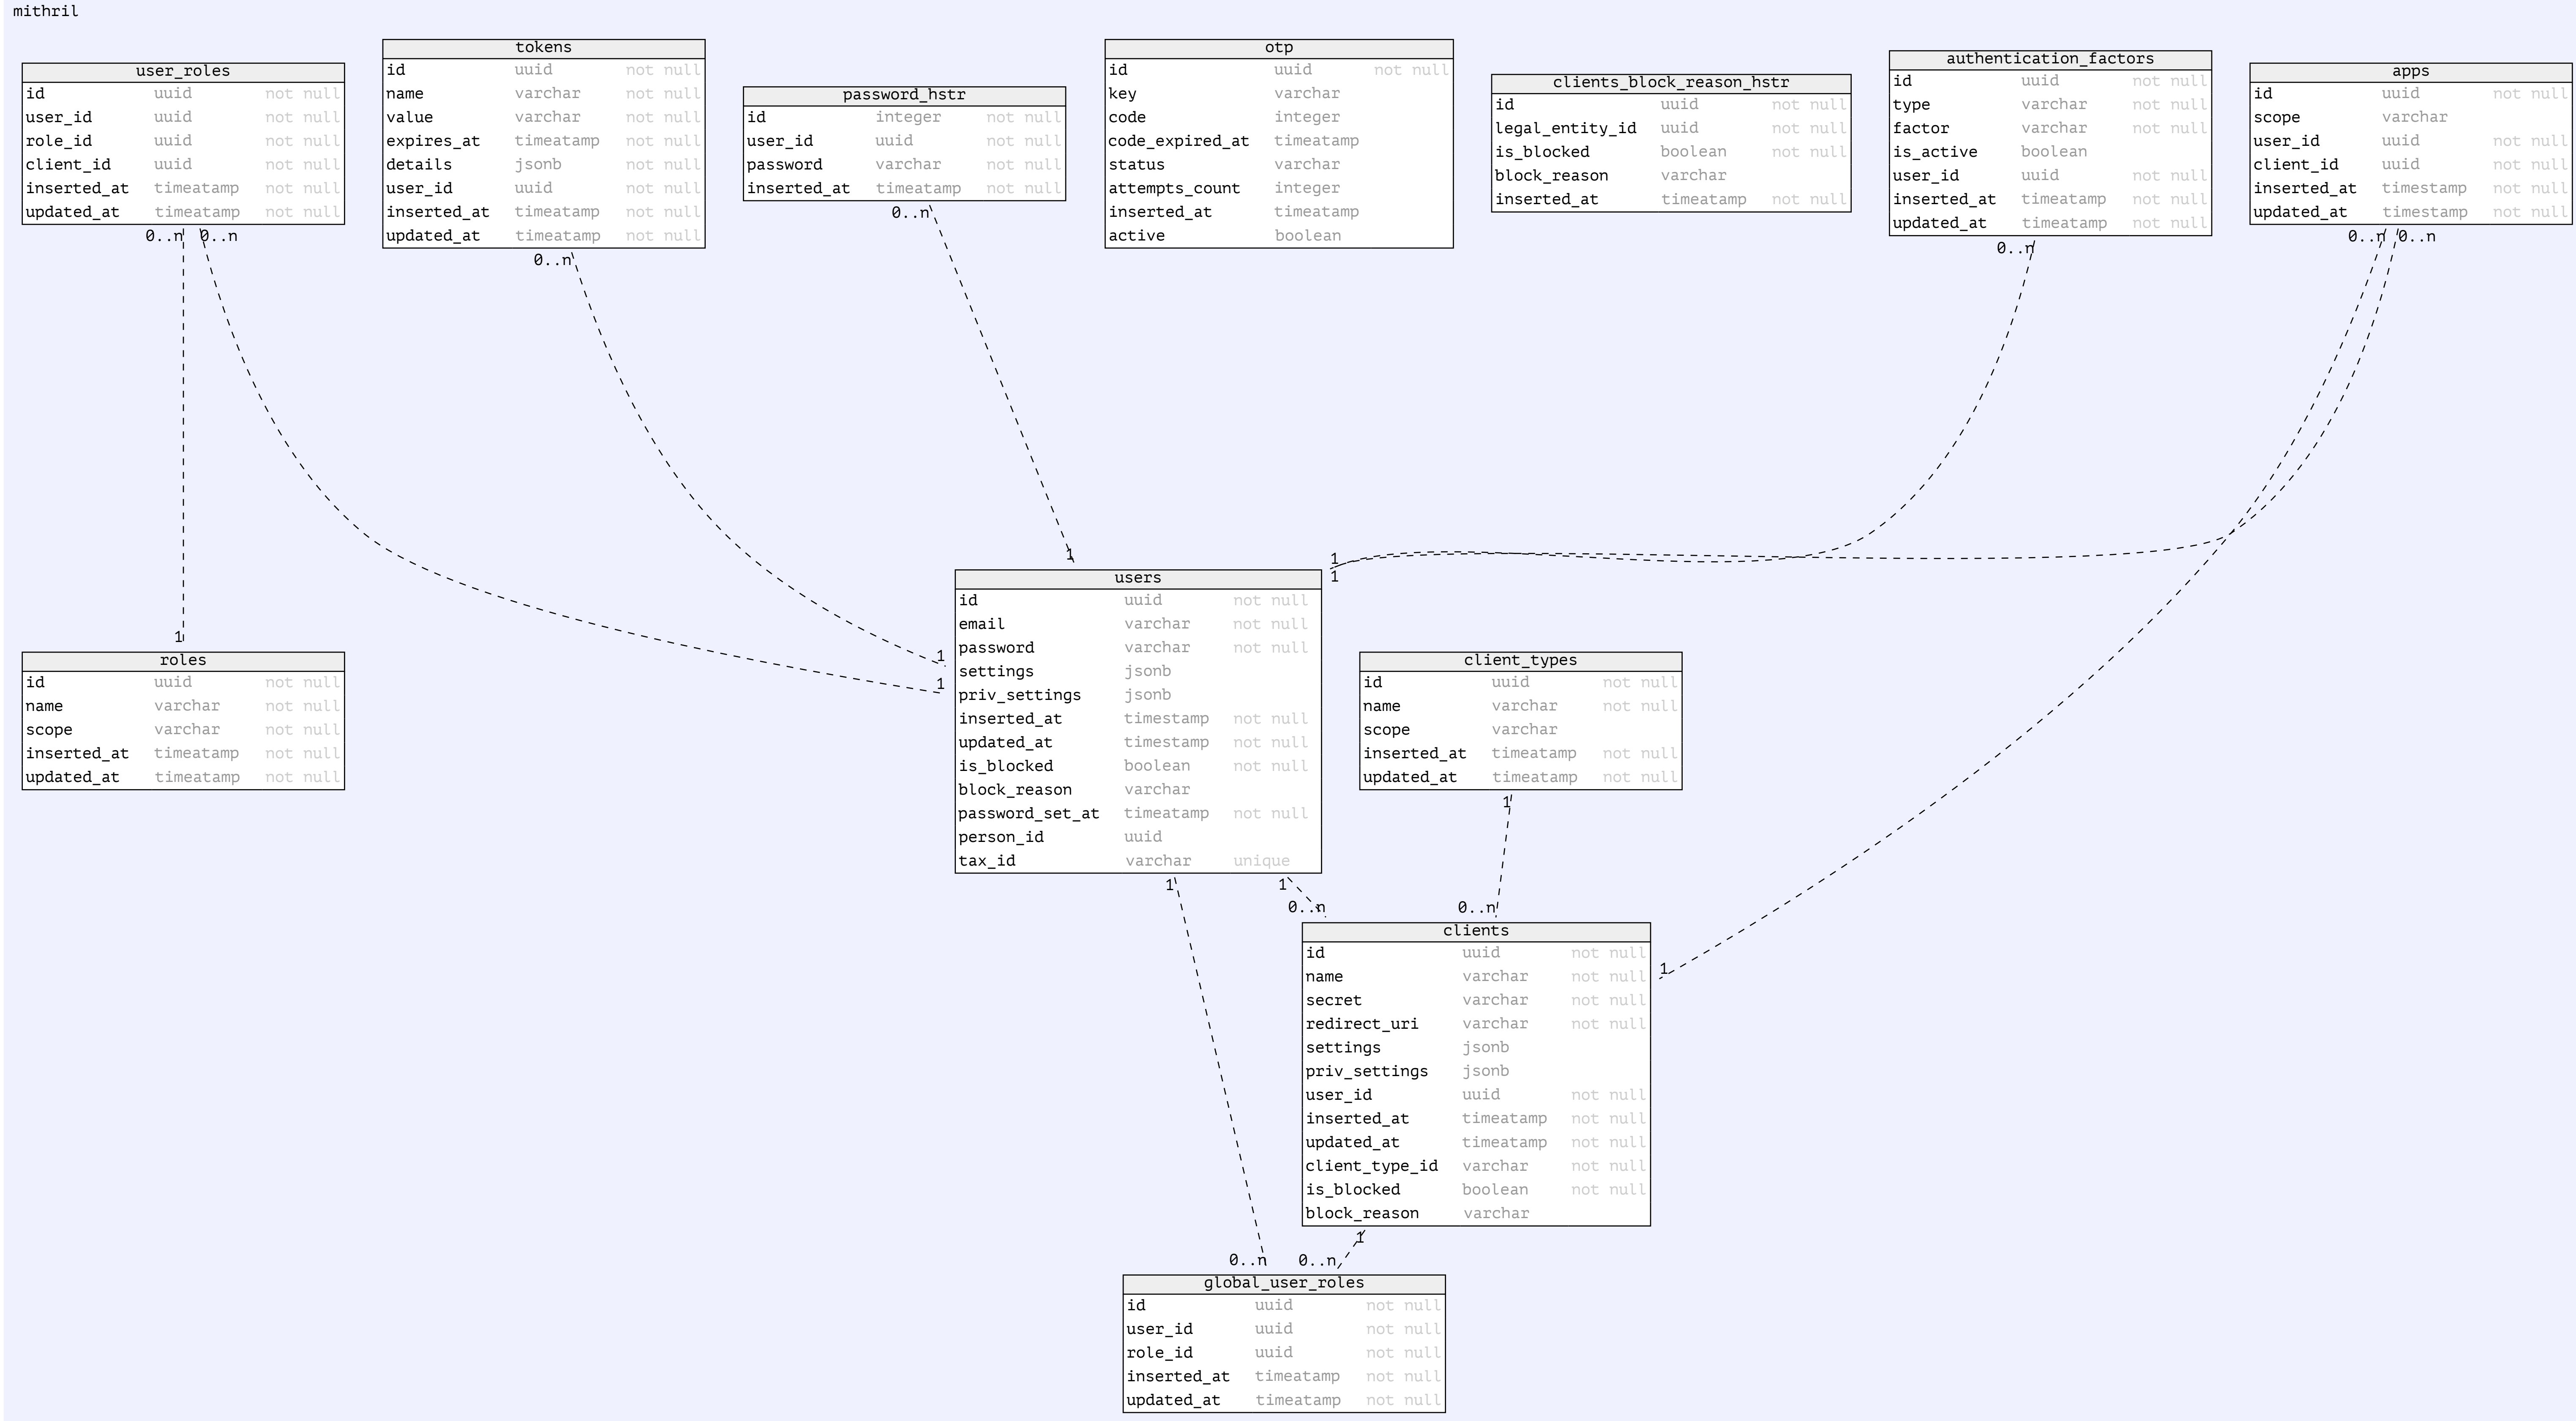 mithril
user_roles
id uuid not null
user_id uuid not null
role_id uuid not null
client_id uuid not null
inserted_at timeatamp not null
updated_at timeatamp not null
0..n 0..n
tokens
id uuid not null
name varchar not null
value varchar not null
expires_at timeatamp not null
details jsonb not null
user_id uuid not null
inserted_at timeatamp not null
updated_at timeatamp not null
0..n
password_hstr
id integer not null
user_id uuid not null
password varchar not null
inserted_at timeatamp not null
0..n
otp
id uuid not null
key varchar
code integer
code_expired_at timeatamp
status varchar
attempts_count integer
inserted_at timeatamp
active boolean
clients_block_reason_hstr
id uuid not null
legal_entity_id uuid not null
is_blocked boolean not null
block_reason varchar
inserted_at timeatamp not null
authentication_factors
id uuid not null
type varchar not null
factor varchar not null
is_active boolean
user_id uuid not null
inserted_at timeatamp not null
updated_at timeatamp not null
0..n
apps
id uuid not null
scope varchar
user_id uuid not null
client_id uuid not null
inserted_at timestamp not null
updated_at timestamp not null
0..n 0..n
1
roles
id uuid not null
name varchar not null
scope varchar not null
inserted_at timeatamp not null
updated_at timeatamp not null
1
1
1
1
1
users
id uuid not null
email varchar not null
password varchar not null
settings jsonb
priv_settings jsonb
inserted_at timestamp not null
updated_at timestamp not null
is_blocked boolean not null
block_reason varchar
password_set_at timeatamp not null
person_id uuid
tax_id varchar unique
1 1
client_types
id uuid not null
name varchar not null
scope varchar
inserted_at timeatamp not null
updated_at timeatamp not null
1
0..n 0..n
clients
1
id uuid not null
name varchar not null
secret varchar not null
redirect_uri varchar not null
settings jsonb
priv_settings jsonb
user_id uuid not null
inserted_at timeatamp not null
updated_at timeatamp not null
client_type_id varchar not null
is_blocked boolean not null
block_reason varchar
1
0..n 0..n
global_user_roles
id uuid not null
user_id uuid not null
role_id uuid not null
inserted_at timeatamp not null
updated_at timeatamp not null